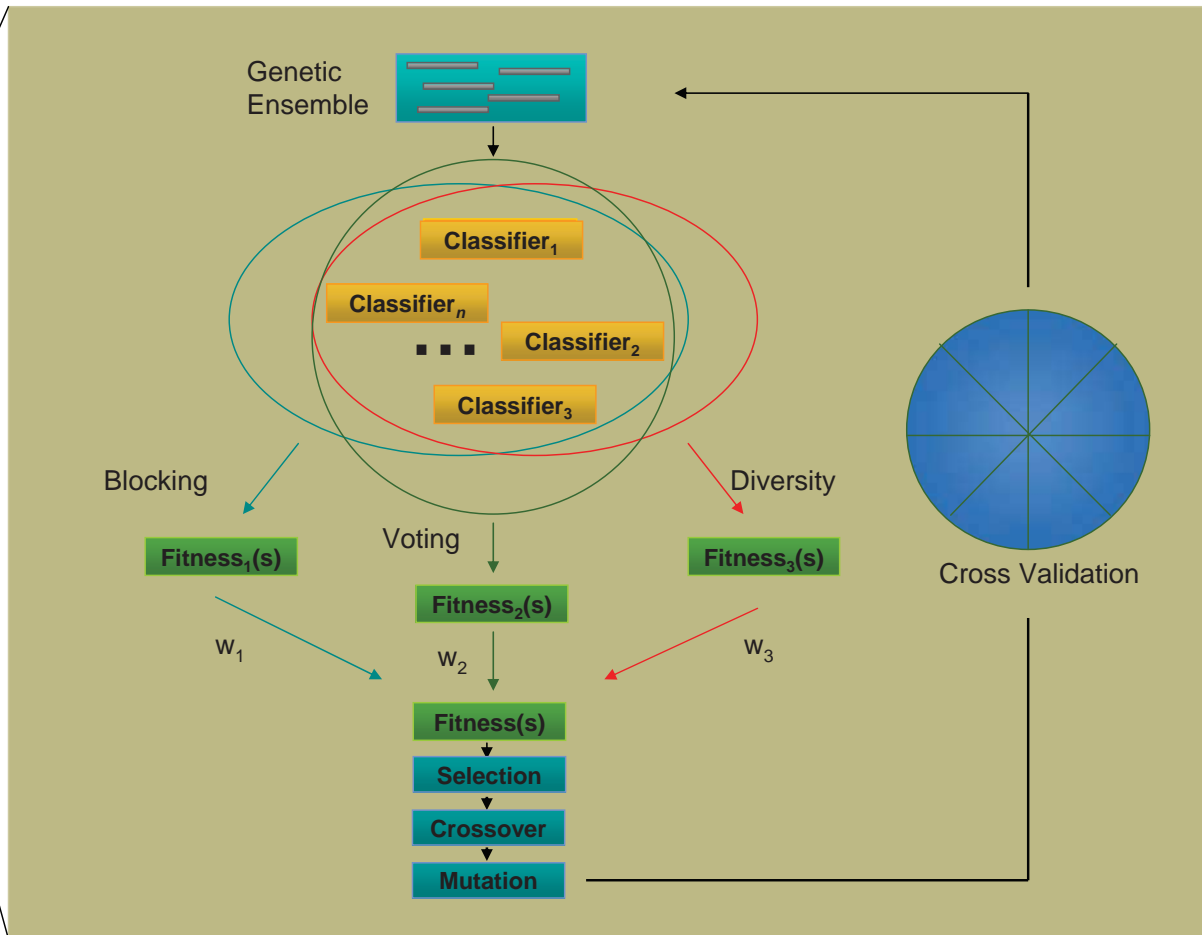 Genetic
Ensemble
Classifier₁
Classifierₙ
...
Classifier₂
Classifier₃
Blocking
Voting
Diversity
Fitness₁(s)
Fitness₂(s)
Fitness₃(s)
Cross Validation
w₁
w₂
w₃
Fitness(s)
Selection
Crossover
Mutation